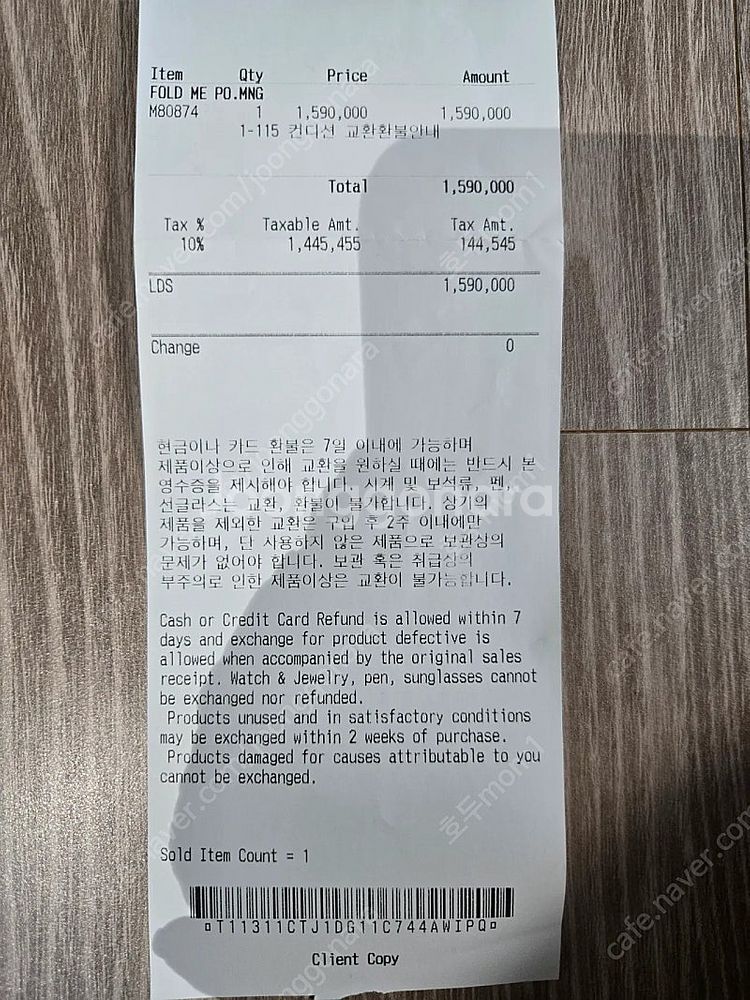 Item Qty Price Amount
FOLD ME PO.MNG
M80874 1 1,590,000 1,590,000
1-115 컨디션 교환환불안내
Total 1,590,000
Tax % Taxable Amt. Tax Amt.
10% 1,445,455 144,545
LDS 1,590,000
Change 0
현금이나 카드 환불은 7일 이내에 가능하며
제품이상으로 인해 교환을 원하실 때에는 반드시 본
영수증을 제시해야 합니다. 시계 및 보석류, 펜,
선글라스는 교환, 환불이 불가합니다. 상기의
제품을 제외한 교환은 구입 후 2주 이내에만
가능하며, 단 사용하지 않은 제품으로 보관상의
문제가 없어야 합니다. 보관 혹은 취급상의
부주의로 인한 제품이상은 교환이 불가능합니다.
Cash or Credit Card Refund is allowed within 7
days and exchange for product defective is
allowed when accompanied by the original sales
receipt. Watch & Jewelry, pen, sunglasses cannot
be exchanged nor refunded.
Products unused and in satisfactory conditions
may be exchanged within 2 weeks of purchase.
Products damaged for causes attributable to you
cannot be exchanged.
Sold Item Count = 1
¤T11311CTJ1DG11C744AWIPQ¤
Client Copy
joonggonara
cafe.naver.com/joonggonara
호두mom1